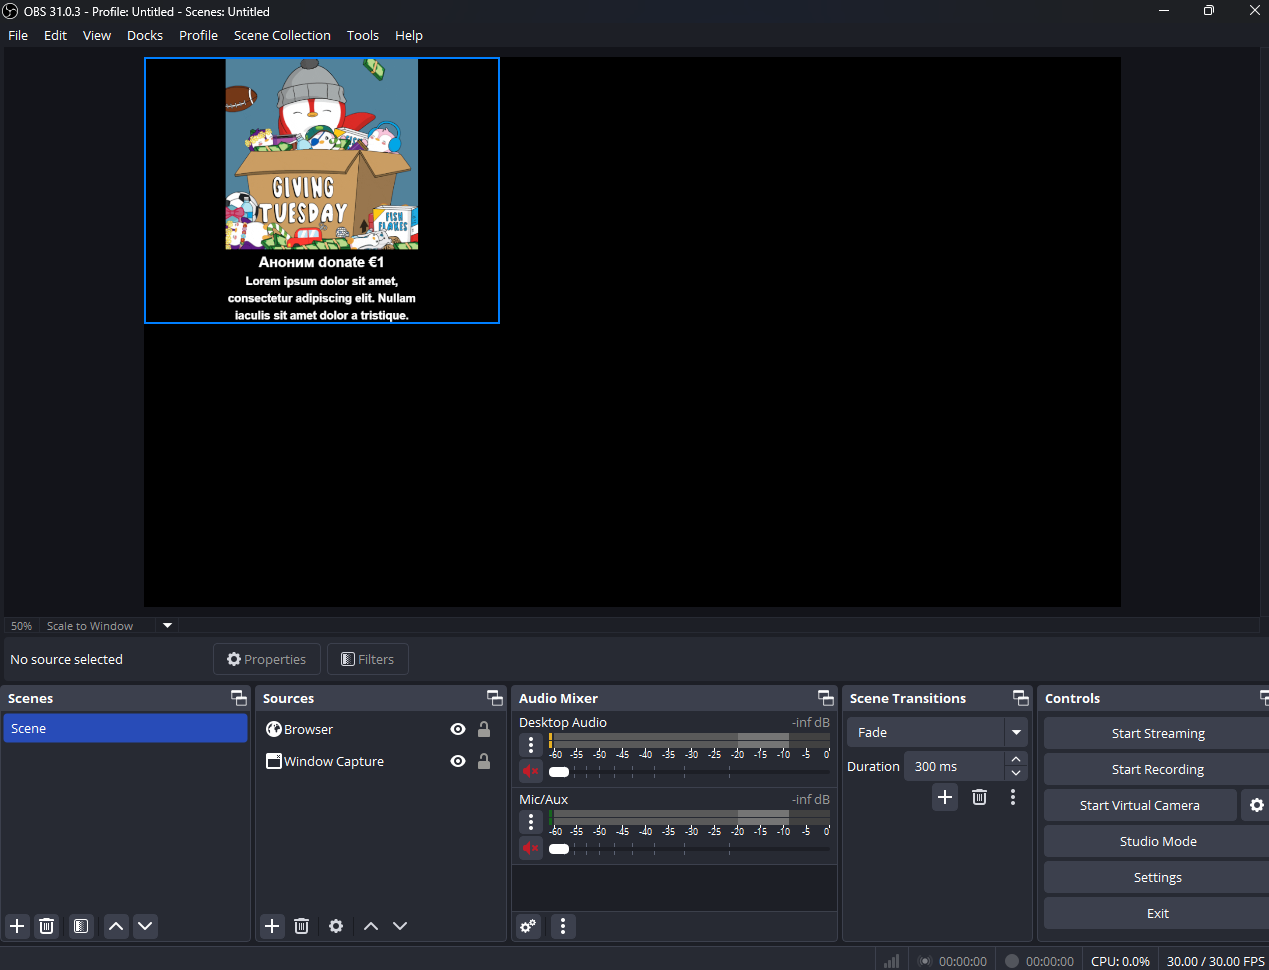 OBS 31.0.3 - Profile: Untitled - Scenes: Untitled
File Edit View Docks Profile Scene Collection Tools Help
GIVING
TUESDAY
FISH
FLAKES
Аноним donate €1
Lorem ipsum dolor sit amet,
consectetur adipiscing elit. Nullam
iaculis sit amet dolor a tristique.
50% Scale to Window
No source selected Properties Filters
Scenes
Scene
Sources
Browser
Window Capture
Audio Mixer
Desktop Audio -inf dB
-60 -55 -50 -45 -40 -35 -30 -25 -20 -15 -10 -5 0
Mic/Aux -inf dB
-60 -55 -50 -45 -40 -35 -30 -25 -20 -15 -10 -5 0
Scene Transitions
Fade
Duration 300 ms
Controls
Start Streaming
Start Recording
Start Virtual Camera
Studio Mode
Settings
Exit
00:00:00 00:00:00 CPU: 0.0% 30.00 / 30.00 FPS